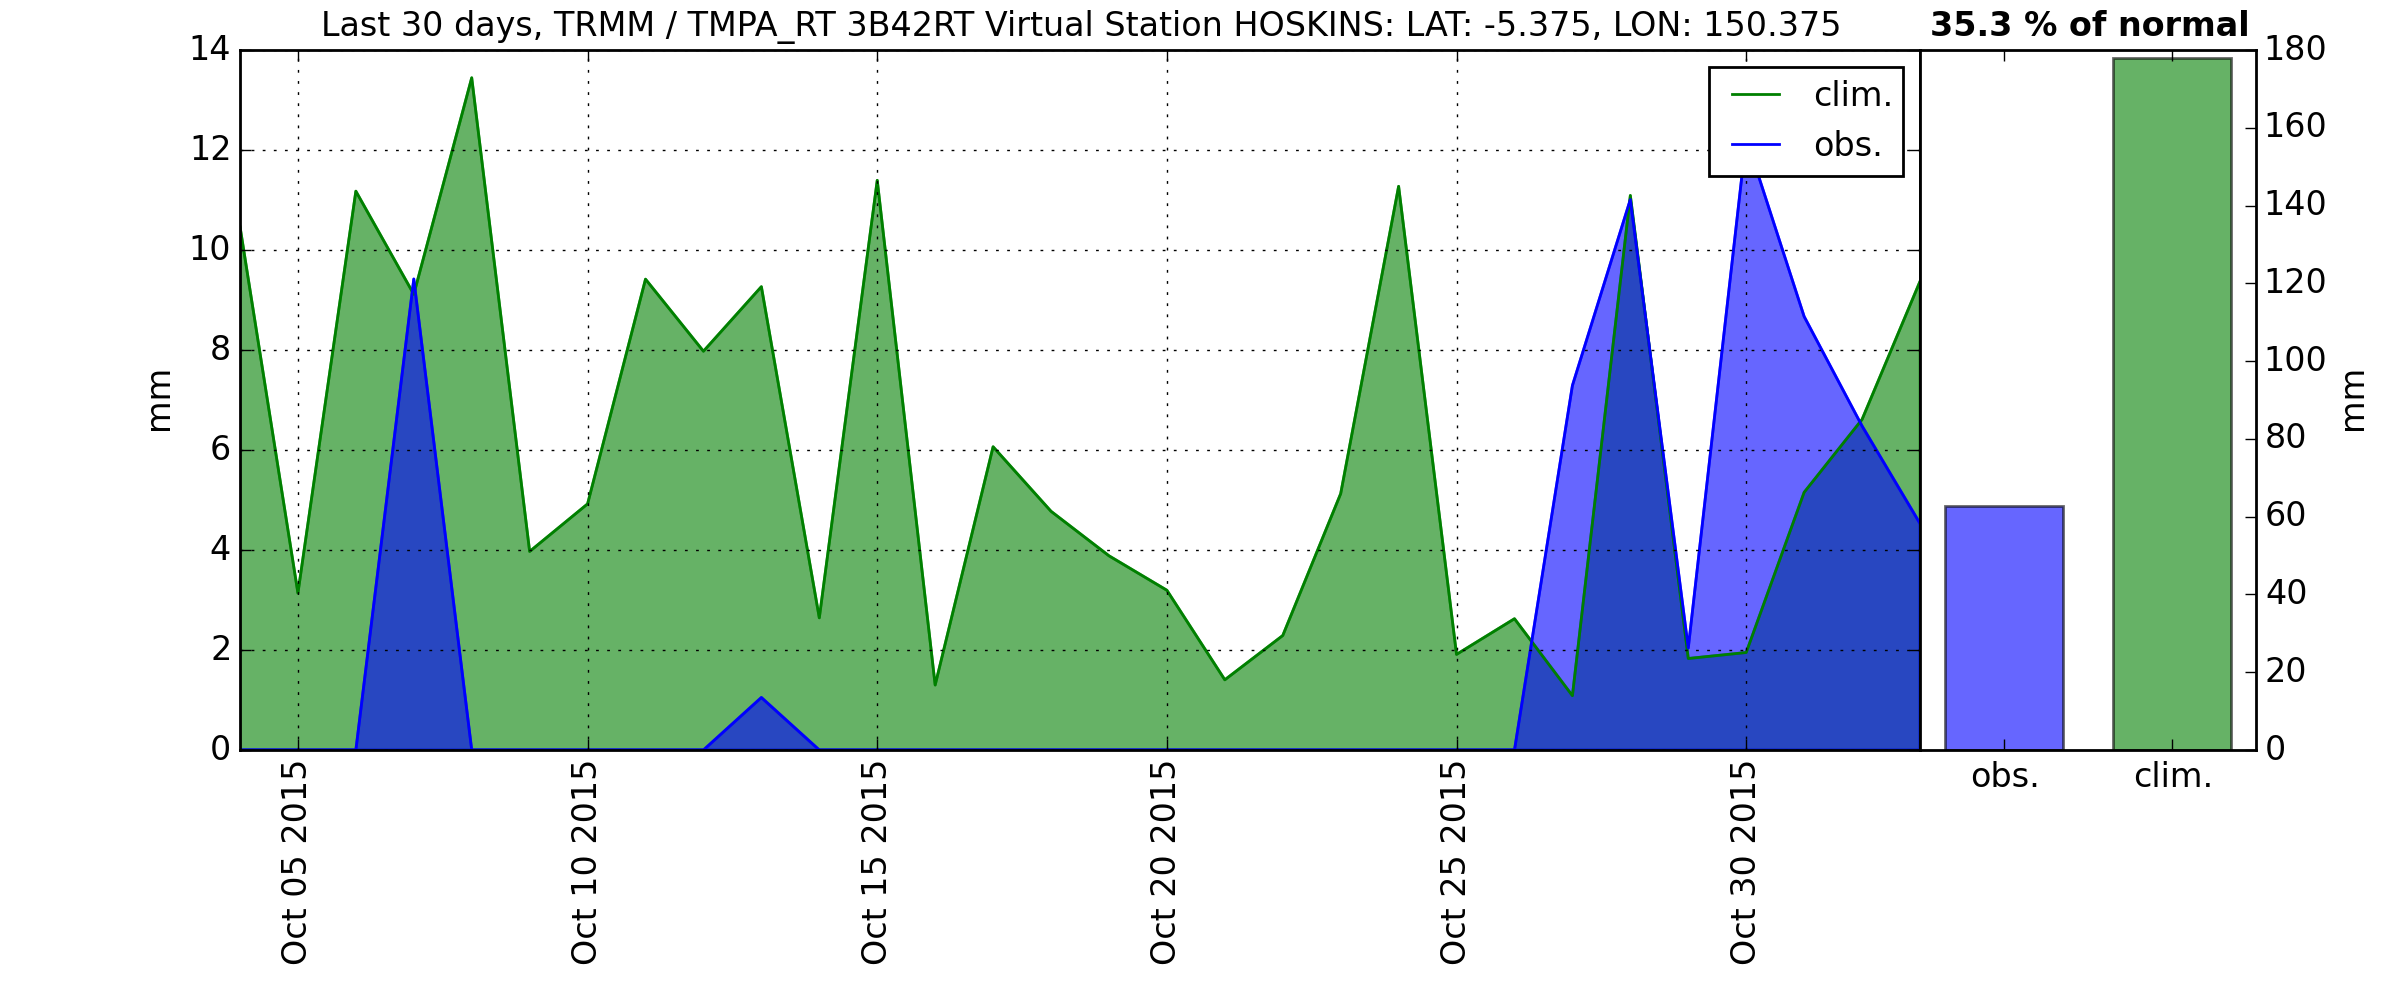 Last 30 days, TRMM / TMPA_RT 3B42RT Virtual Station HOSKINS: LAT: -5.375, LON: 150.375
35.3 % of normal
14
12
10
8
6
4
2
0
mm
clim.
obs.
180
160
140
120
100
80
60
40
20
0
mm
obs.
clim.
Oct 05 2015
Oct 10 2015
Oct 15 2015
Oct 20 2015
Oct 25 2015
Oct 30 2015